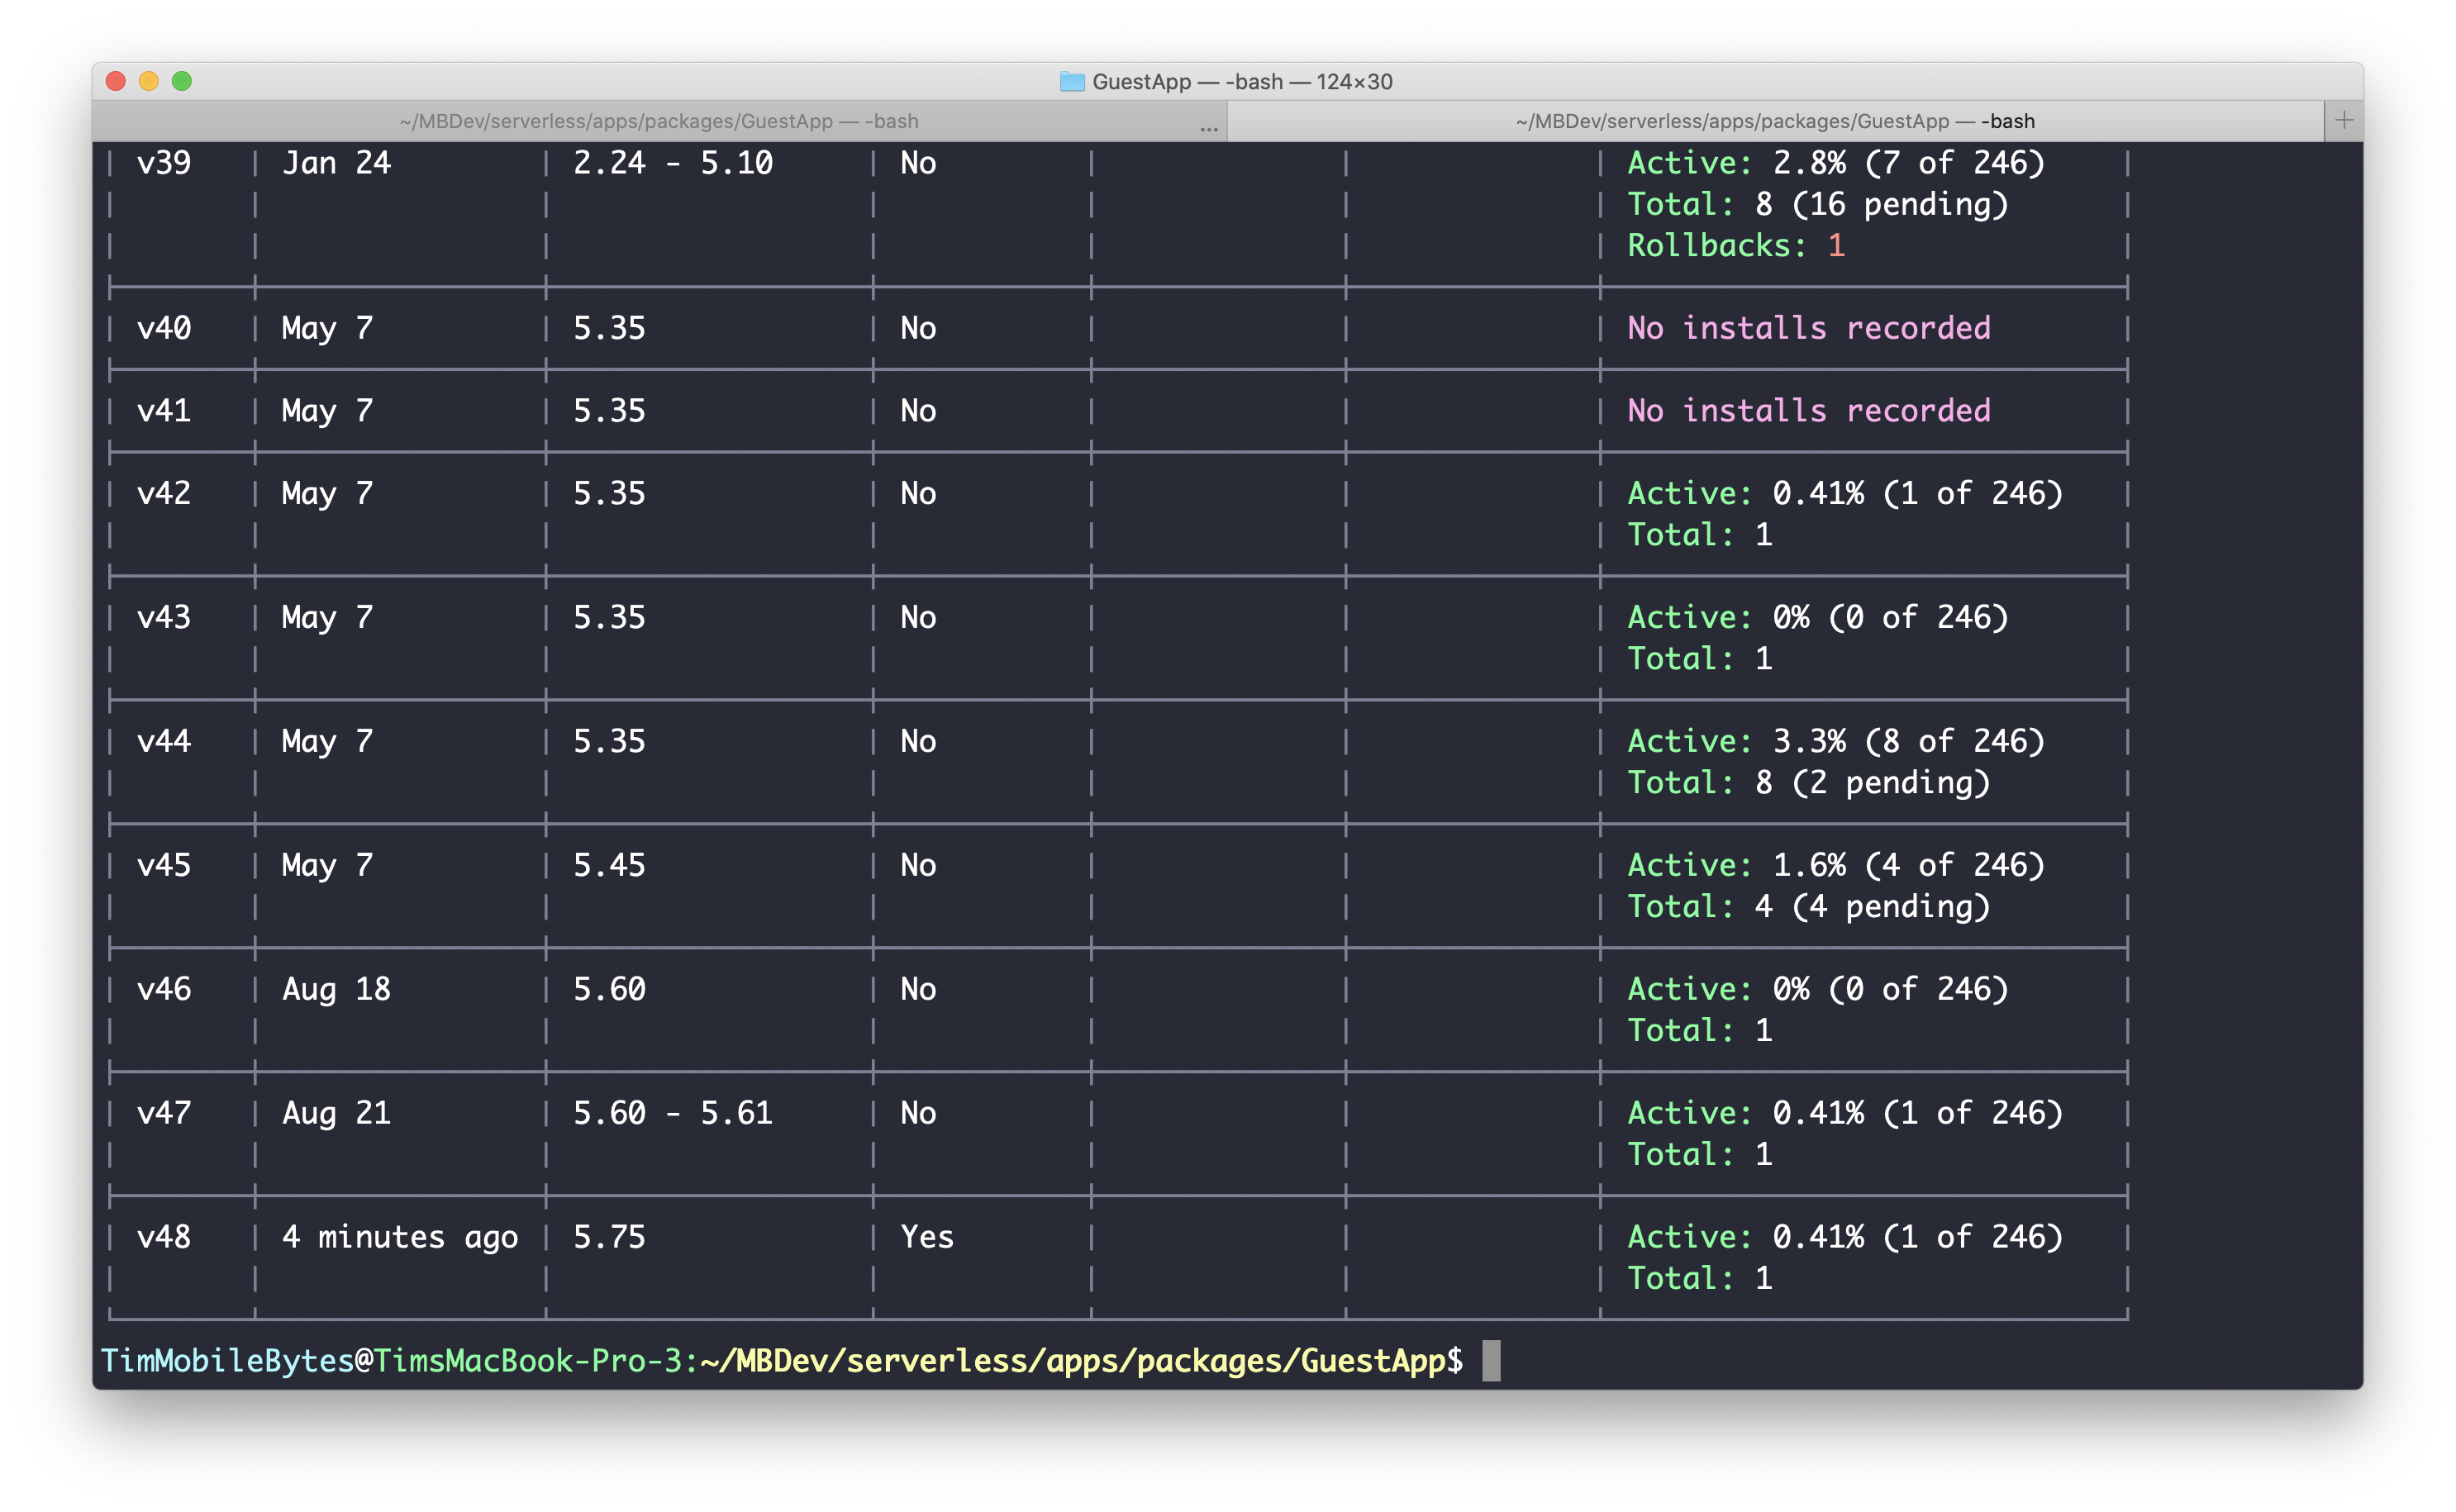 GuestApp — -bash — 124×30
~/MBDev/serverless/apps/packages/GuestApp — -bash ... ~/MBDev/serverless/apps/packages/GuestApp — -bash +
v39 Jan 24 2.24 - 5.10 No Active: 2.8% (7 of 246)
Total: 8 (16 pending)
Rollbacks: 1
v40 May 7 5.35 No No installs recorded
v41 May 7 5.35 No No installs recorded
v42 May 7 5.35 No Active: 0.41% (1 of 246)
Total: 1
v43 May 7 5.35 No Active: 0% (0 of 246)
Total: 1
v44 May 7 5.35 No Active: 3.3% (8 of 246)
Total: 8 (2 pending)
v45 May 7 5.45 No Active: 1.6% (4 of 246)
Total: 4 (4 pending)
v46 Aug 18 5.60 No Active: 0% (0 of 246)
Total: 1
v47 Aug 21 5.60 - 5.61 No Active: 0.41% (1 of 246)
Total: 1
v48 4 minutes ago 5.75 Yes Active: 0.41% (1 of 246)
Total: 1
TimMobileBytes@TimsMacBook-Pro-3:~/MBDev/serverless/apps/packages/GuestApp$